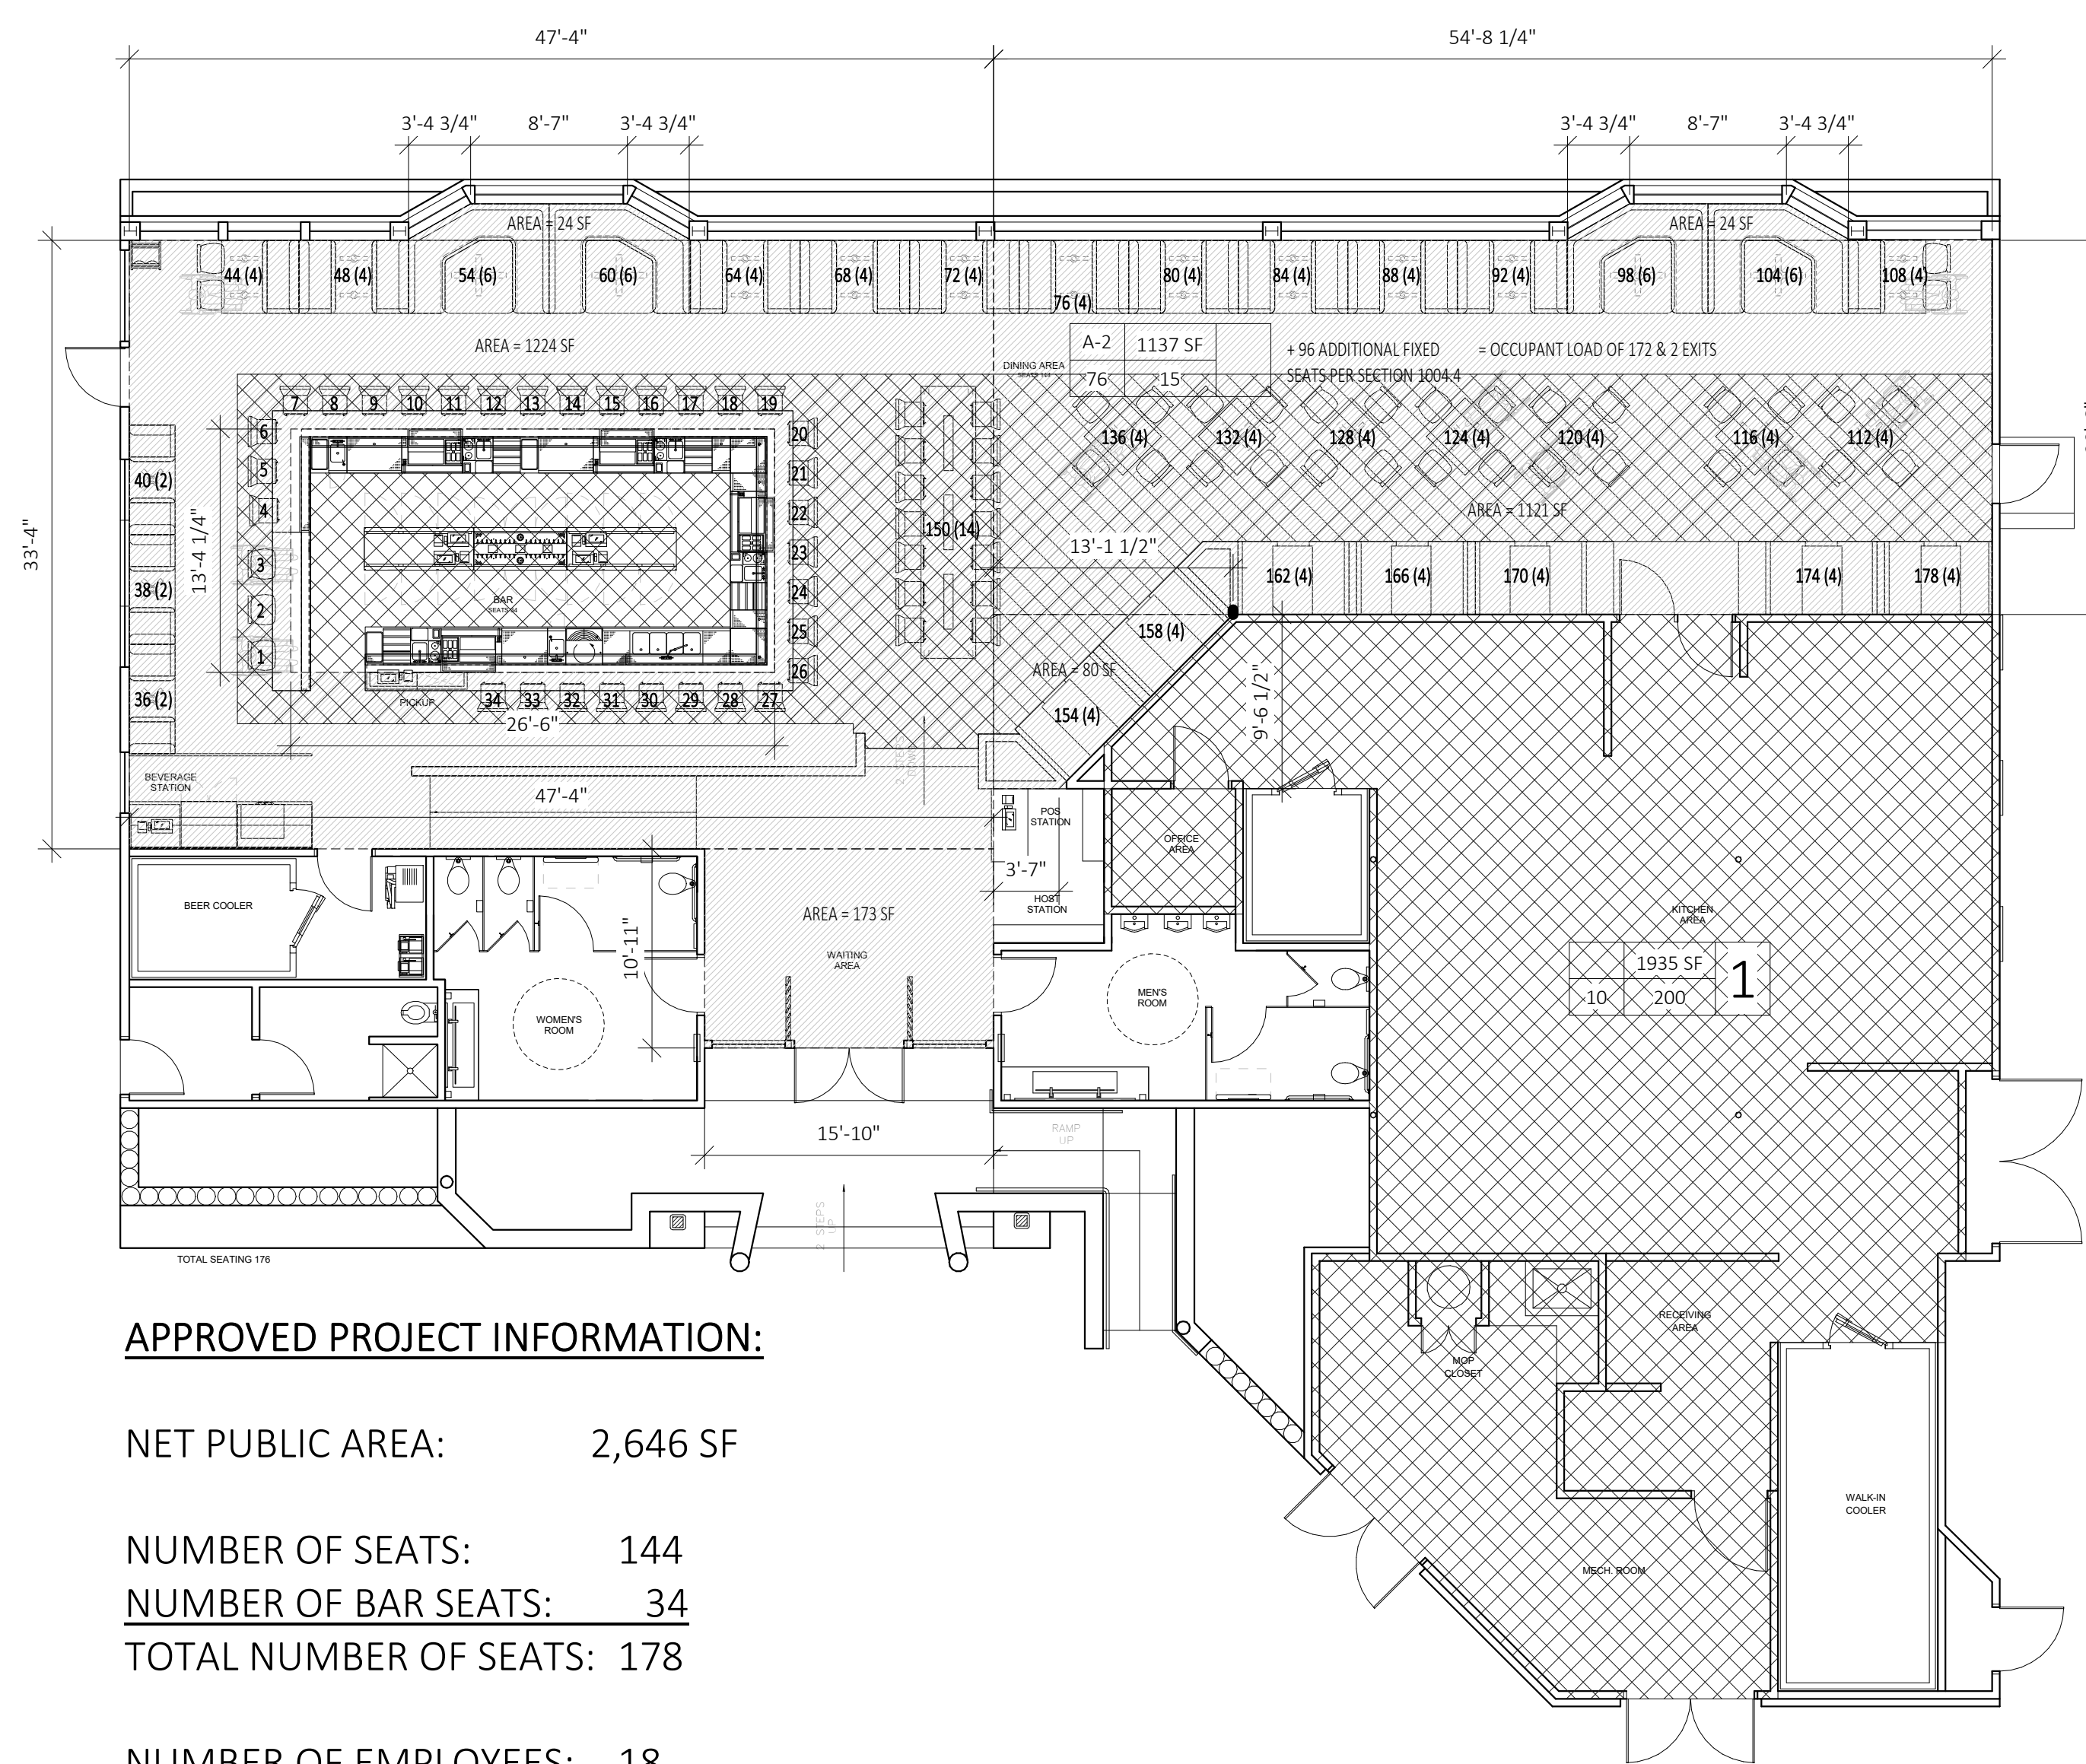 47'-4"
54'-8 1/4"
3'-4 3/4"
8'-7"
3'-4 3/4"
3'-4 3/4"
8'-7"
3'-4 3/4"
AREA = 24 SF
AREA = 24 SF
44 (4)
48 (4)
54 (6)
60 (6)
64 (4)
68 (4)
72 (4)
76 (4)
80 (4)
84 (4)
88 (4)
92 (4)
98 (6)
104 (6)
108 (4)
AREA = 1224 SF
DINING AREA
A-2
1137 SF
76
15
+ 96 ADDITIONAL FIXED = OCCUPANT LOAD OF 172 & 2 EXITS
SEATS PER SECTION 1004.4
7
8
9
10
11
12
13
14
15
16
17
18
19
6
5
4
3
2
1
20
21
22
23
24
25
26
34
33
32
31
30
29
28
27
136 (4)
132 (4)
128 (4)
124 (4)
120 (4)
116 (4)
112 (4)
40 (2)
38 (2)
36 (2)
33'-4"
13'-4 1/4"
BAR
SEATS 34
PICKUP
26'-6"
150 (14)
AREA = 1121 SF
13'-1 1/2"
162 (4)
166 (4)
170 (4)
174 (4)
178 (4)
158 (4)
AREA = 80 SF
154 (4)
9'-6 1/2"
BEVERAGE
STATION
47'-4"
POS
STATION
OFFICE
AREA
3'-7"
HOST
STATION
BEER COOLER
10'-11"
AREA = 173 SF
WAITING
AREA
KITCHEN
AREA
1935 SF
10
200
1
WOMEN'S
ROOM
MEN'S
ROOM
15'-10"
RAMP
UP
2 STEPS
UP
TOTAL SEATING 176
RECEIVING
AREA
MOP
CLOSET
WALK-IN
COOLER
MECH. ROOM
APPROVED PROJECT INFORMATION:
NET PUBLIC AREA: 2,646 SF
NUMBER OF SEATS: 144
NUMBER OF BAR SEATS: 34
TOTAL NUMBER OF SEATS: 178
NUMBER OF EMPLOYEES: 18